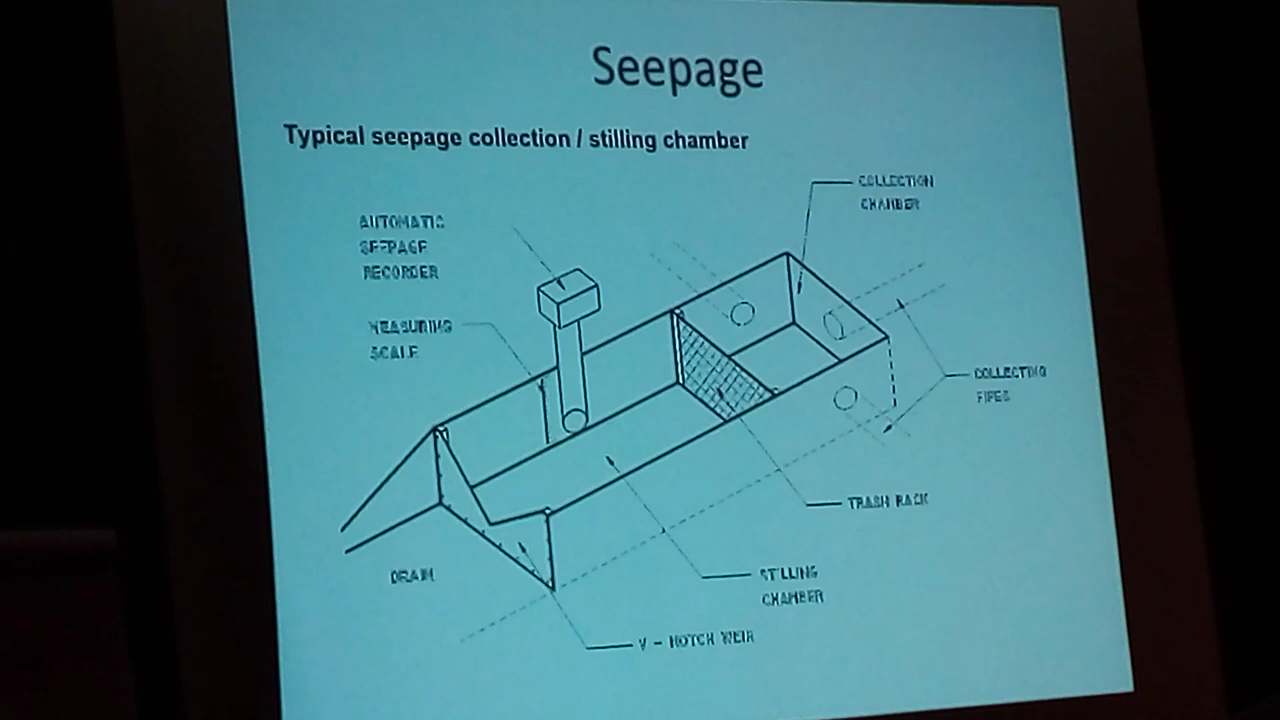 Seepage
Typical seepage collection / stilling chamber
COLLECTION
CHAMBER
AUTOMATIC
SEEPAGE
RECORDER
MEASURING
SCALE
COLLECTING
PIPES
TRASH RACK
STILLING
CHAMBER
DRAIN
V - NOTCH WEIR